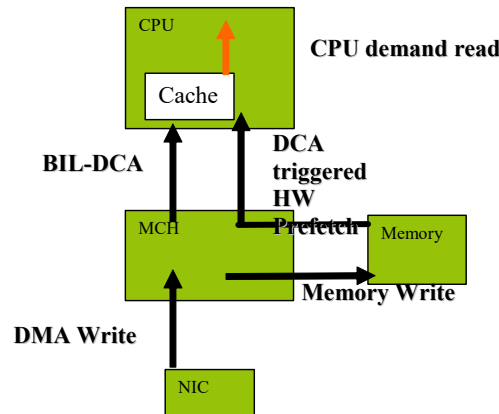 CPU
CPU demand read
Cache
BIL-DCA
DCA
triggered
HW
Prefetch
MCH
Memory
Memory Write
DMA Write
NIC